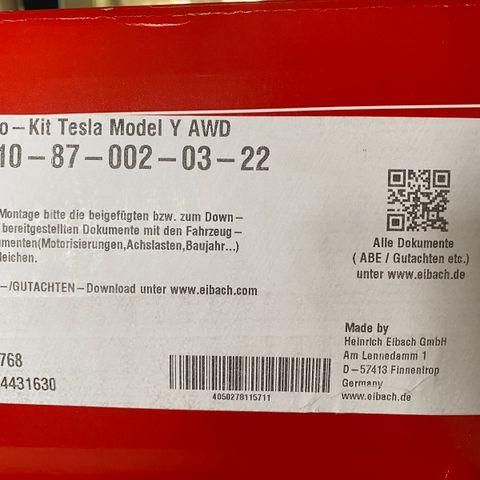 o–Kit Tesla Model Y AWD
10–87–002–03–22
Montage bitte die beigefügten bzw. zum Down–
bereitgestellten Dokumente mit den Fahrzeug–
umenten(Motorisierungen,Achslasten,Baujahr...)
leichen.
–/GUTACHTEN–Download unter www.eibach.com
Alle Dokumente
( ABE / Gutachten etc.)
unter www.eibach.de
768
4431630
4050278115711
Made by
Heinrich Eibach GmbH
Am Lennedamm 1
D–57413 Finnentrop
Germany
www.eibach.de